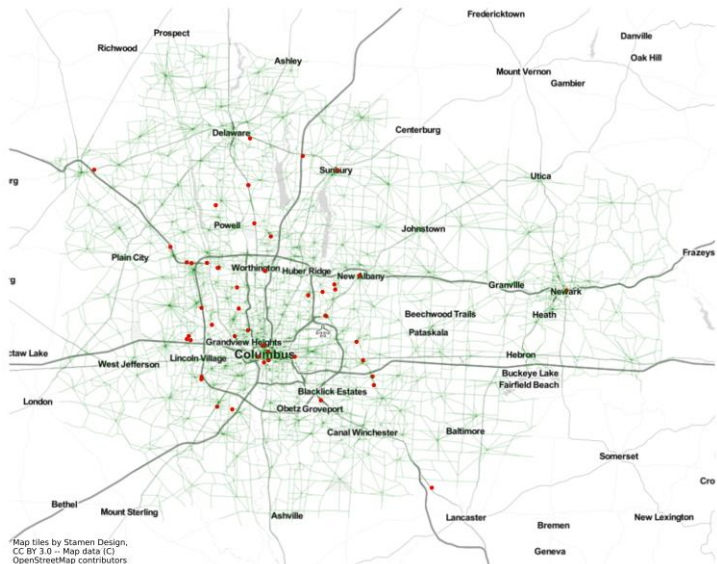 Fredericktown
Prospect
Danville
Richwood
Oak Hill
Ashley
Mount Vernon
Gambier
Delaware
Centerburg
Sunbury
Utica
rg
Powell
Johnstown
Plain City
Frazeys
Worthington
Huber Ridge
New Albany
rg
Granville
Newark
Beechwood Trails
Heath
Pataskala
Grandview Heights
ctaw Lake
Columbus
Hebron
West Jefferson
Lincoln Village
Buckeye Lake
Fairfield Beach
Blacklick Estates
London
Obetz
Groveport
Canal Winchester
Baltimore
Somerset
Cro
Bethel
Mount Sterling
Ashville
Lancaster
New Lexington
Bremen
Map tiles by Stamen Design,
CC BY 3.0 -- Map data (C)
OpenStreetMap contributors
Geneva